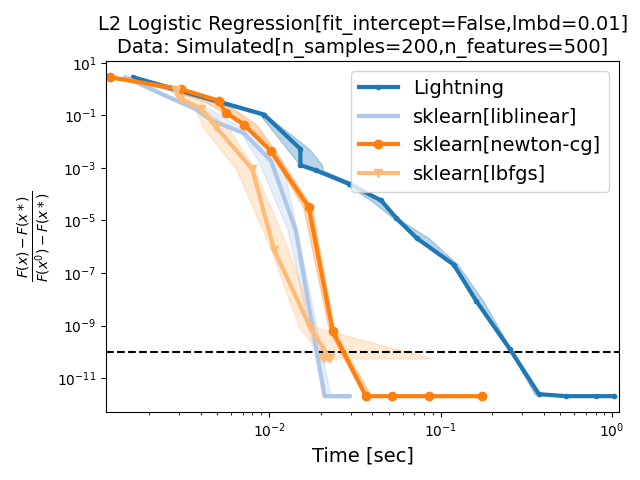 L2 Logistic Regression[fit_intercept=False,lmbd=0.01]
Data: Simulated[n_samples=200,n_features=500]
10^1
10^-1
10^-3
10^-5
10^-7
10^-9
10^-11
F(x) − F(x*)
F(x^0) − F(x*)
Lightning
sklearn[liblinear]
sklearn[newton-cg]
sklearn[lbfgs]
10^-2
10^-1
10^0
Time [sec]